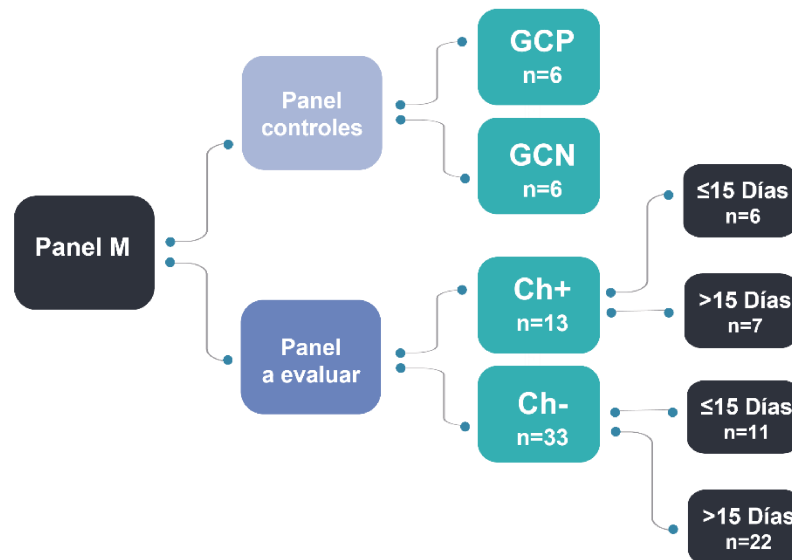 Panel M
Panel
controles
GCP
n=6
GCN
n=6
Panel
a evaluar
Ch+
n=13
≤15 Días
n=6
>15 Días
n=7
Ch-
n=33
≤15 Días
n=11
>15 Días
n=22